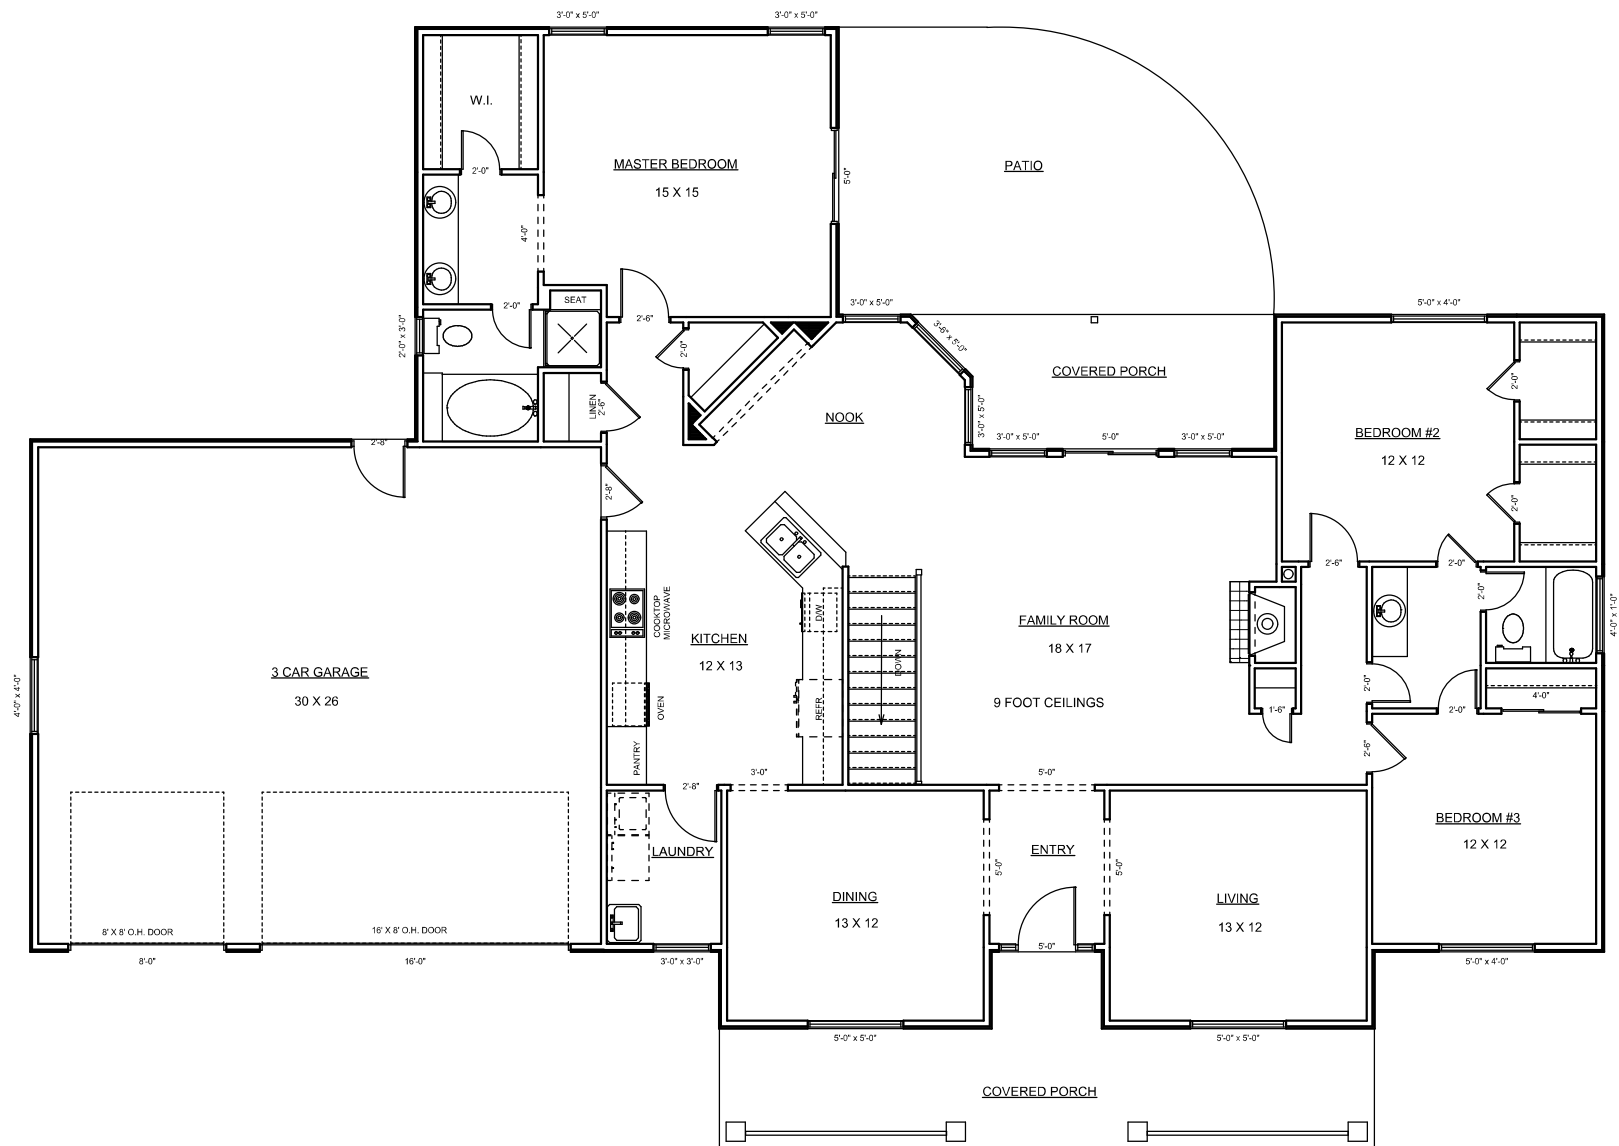 3'-0" x 5'-0"
3'-0" x 5'-0"
W.I.
2'-0"
MASTER BEDROOM
15 X 15
5'-0"
PATIO
4'-0"
SEAT
2'-0"
2'-6"
2'-0" x 3'-0"
2'-0"
3'-0" x 5'-0"
3'-6" x 5'-0"
3'-0" x 5'-0"
COVERED PORCH
NOOK
3'-0" x 5'-0"
5'-0"
3'-0" x 5'-0"
LINEN
2'-6"
5'-0" x 4'-0"
2'-0"
BEDROOM #2
12 X 12
2'-0"
2'-8"
2'-8"
2'-6"
2'-0"
2'-0"
4'-0" x 1'-0"
COOKTOP
MICROWAVE
D/W
KITCHEN
12 X 13
DOWN
FAMILY ROOM
18 X 17
9 FOOT CEILINGS
3 CAR GARAGE
30 X 26
4'-0" x 4'-0"
OVEN
REFR.
PANTRY
1'-6"
2'-0"
2'-0"
4'-0"
2'-6"
2'-8"
3'-0"
5'-0"
LAUNDRY
ENTRY
5'-0"
5'-0"
BEDROOM #3
12 X 12
DINING
13 X 12
LIVING
13 X 12
8' X 8' O.H. DOOR
16' X 8' O.H. DOOR
8'-0"
16'-0"
3'-0" x 3'-0"
5'-0"
5'-0" x 4'-0"
5'-0" x 5'-0"
5'-0" x 5'-0"
COVERED PORCH